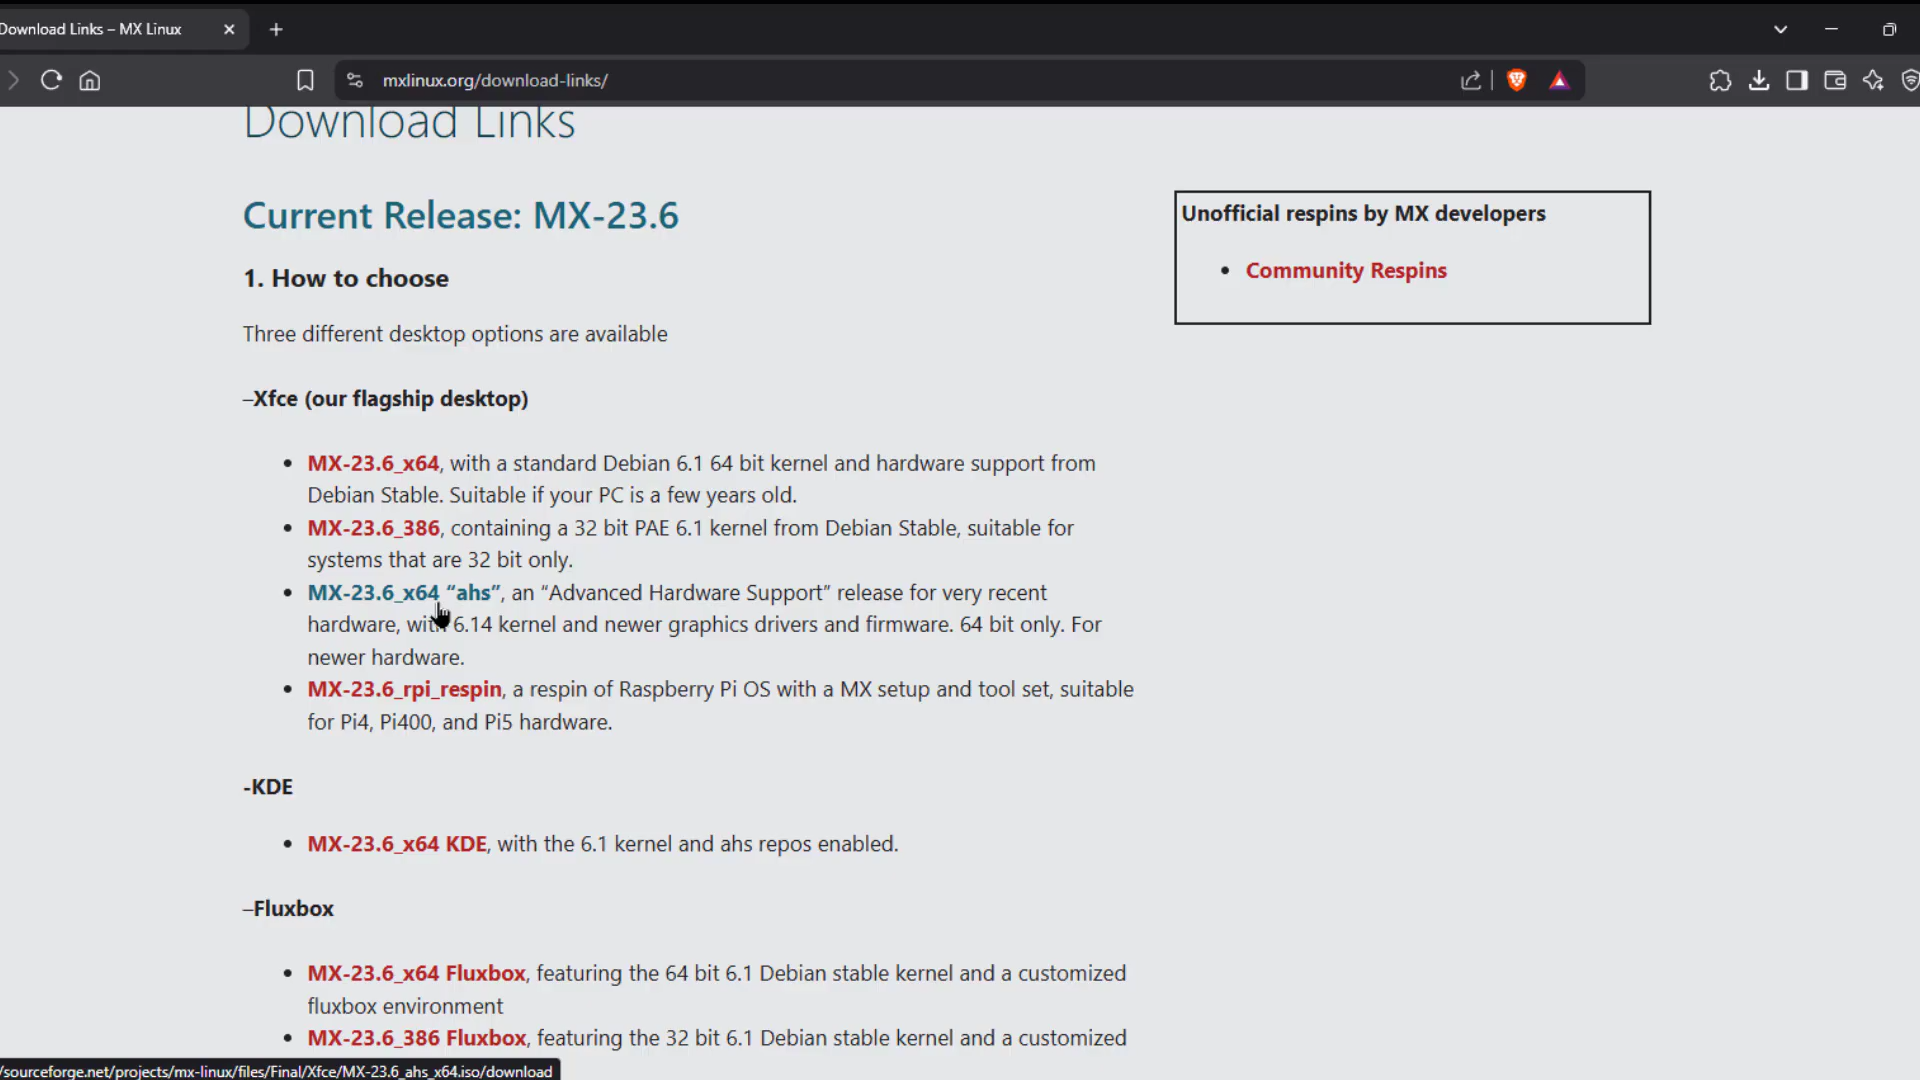 Download Links – MX Linux
mxlinux.org/download-links/
Download Links
Current Release: MX-23.6
1. How to choose
Three different desktop options are available
–Xfce (our flagship desktop)
• MX-23.6_x64, with a standard Debian 6.1 64 bit kernel and hardware support from
Debian Stable. Suitable if your PC is a few years old.
• MX-23.6_386, containing a 32 bit PAE 6.1 kernel from Debian Stable, suitable for
systems that are 32 bit only.
• MX-23.6_x64 “ahs”, an “Advanced Hardware Support” release for very recent
hardware, with 6.14 kernel and newer graphics drivers and firmware. 64 bit only. For
newer hardware.
• MX-23.6_rpi_respin, a respin of Raspberry Pi OS with a MX setup and tool set, suitable
for Pi4, Pi400, and Pi5 hardware.
-KDE
• MX-23.6_x64 KDE, with the 6.1 kernel and ahs repos enabled.
–Fluxbox
• MX-23.6_x64 Fluxbox, featuring the 64 bit 6.1 Debian stable kernel and a customized
fluxbox environment
• MX-23.6_386 Fluxbox, featuring the 32 bit 6.1 Debian stable kernel and a customized
Unofficial respins by MX developers
• Community Respins
/sourceforge.net/projects/mx-linux/files/Final/Xfce/MX-23.6_ahs_x64.iso/download